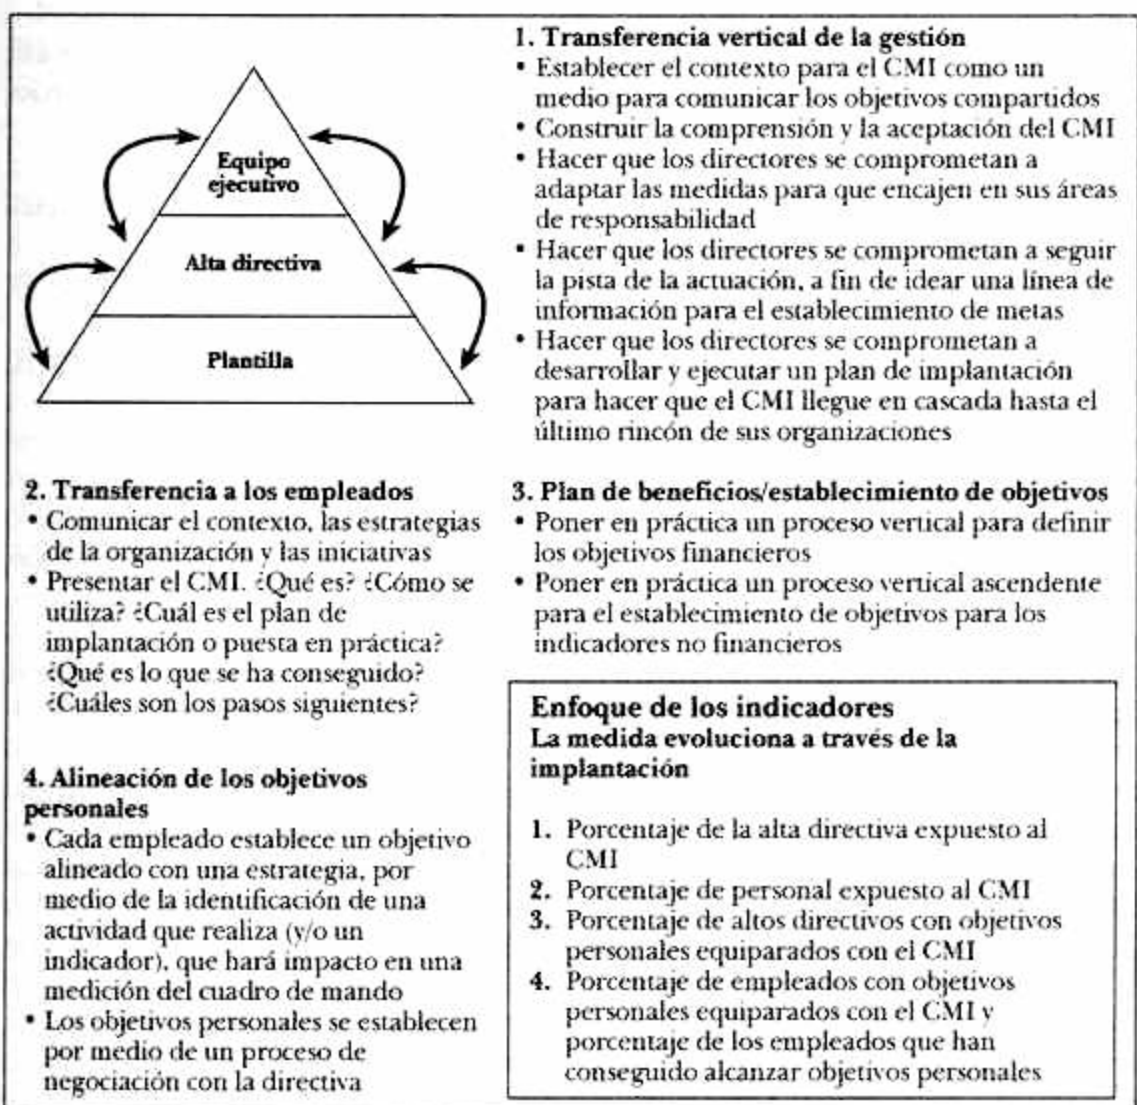 Equipo
ejecutivo
Alta directiva
Plantilla
1. Transferencia vertical de la gestión
• Establecer el contexto para el CMI como un
medio para comunicar los objetivos compartidos
• Construir la comprensión y la aceptación del CMI
• Hacer que los directores se comprometan a
adaptar las medidas para que encajen en sus áreas
de responsabilidad
• Hacer que los directores se comprometan a seguir
la pista de la actuación, a fin de idear una línea de
información para el establecimiento de metas
• Hacer que los directores se comprometan a
desarrollar y ejecutar un plan de implantación
para hacer que el CMI llegue en cascada hasta el
último rincón de sus organizaciones
2. Transferencia a los empleados
• Comunicar el contexto, las estrategias
de la organización y las iniciativas
• Presentar el CMI. ¿Qué es? ¿Cómo se
utiliza? ¿Cuál es el plan de
implantación o puesta en práctica?
¿Qué es lo que se ha conseguido?
¿Cuáles son los pasos siguientes?
3. Plan de beneficios/establecimiento de objetivos
• Poner en práctica un proceso vertical para definir
los objetivos financieros
• Poner en práctica un proceso vertical ascendente
para el establecimiento de objetivos para los
indicadores no financieros
4. Alineación de los objetivos
personales
• Cada empleado establece un objetivo
alineado con una estrategia, por
medio de la identificación de una
actividad que realiza (y/o un
indicador), que hará impacto en una
medición del cuadro de mando
• Los objetivos personales se establecen
por medio de un proceso de
negociación con la directiva
Enfoque de los indicadores
La medida evoluciona a través de la
implantación
1. Porcentaje de la alta directiva expuesto al
CMI
2. Porcentaje de personal expuesto al CMI
3. Porcentaje de altos directivos con objetivos
personales equiparados con el CMI
4. Porcentaje de empleados con objetivos
personales equiparados con el CMI y
porcentaje de los empleados que han
conseguido alcanzar objetivos personales